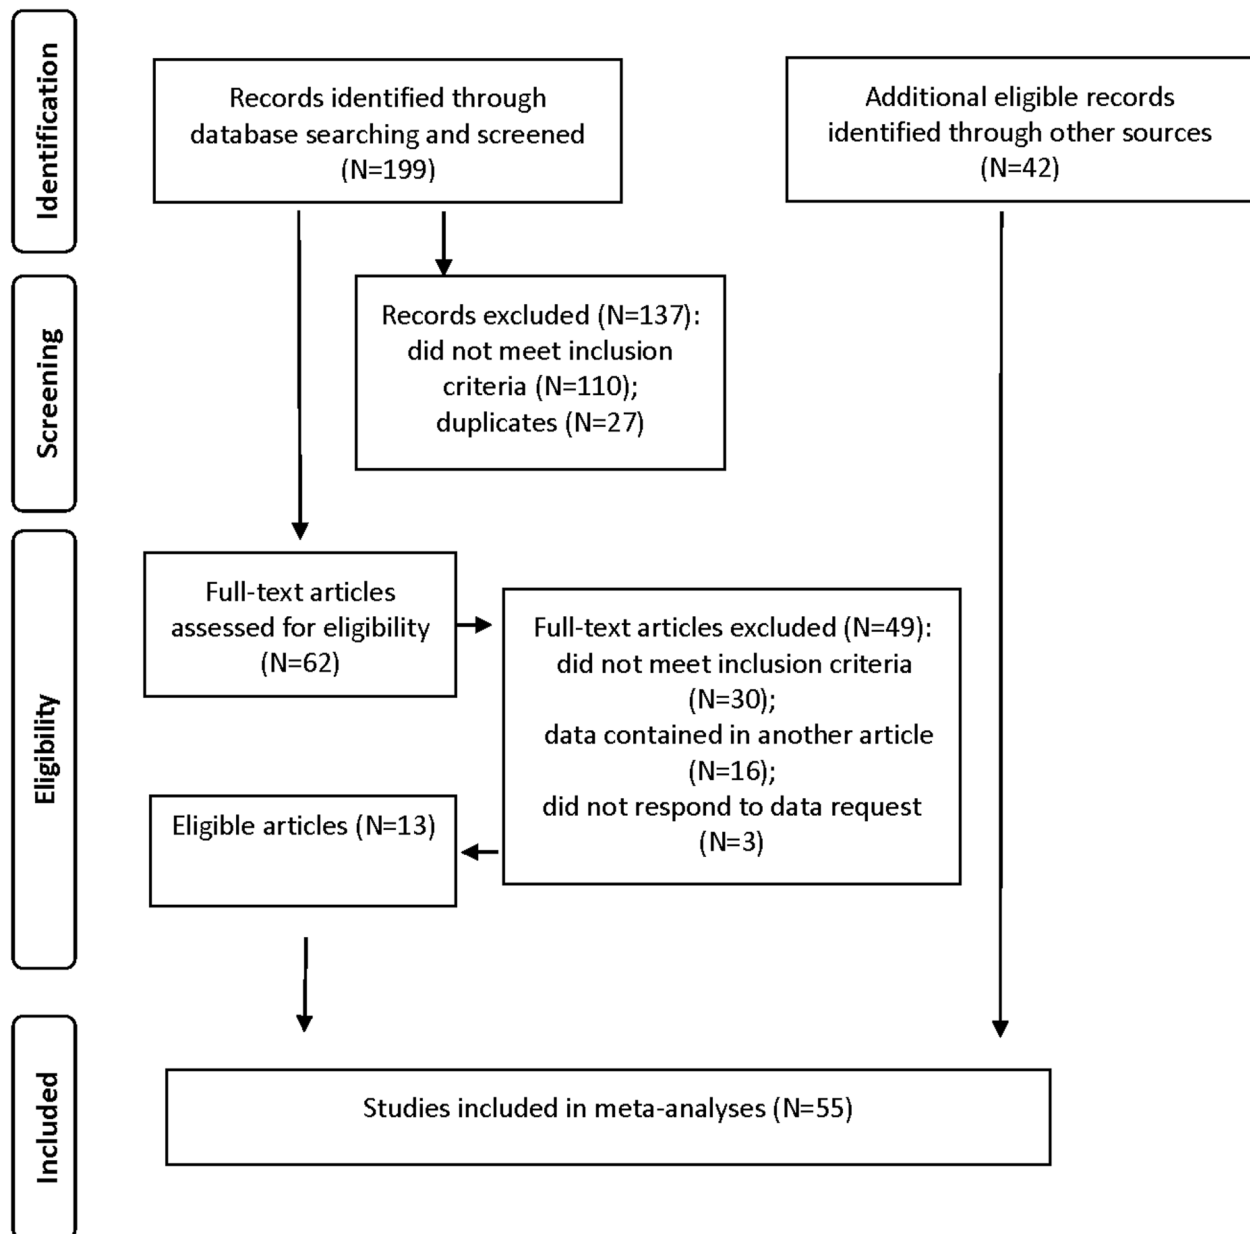 Identification
Records identified through
database searching and screened
(N=199)
Additional eligible records
identified through other sources
(N=42)
Screening
Records excluded (N=137):
did not meet inclusion
criteria (N=110);
duplicates (N=27)
Eligibility
Full-text articles
assessed for eligibility
(N=62)
Full-text articles excluded (N=49):
did not meet inclusion criteria
(N=30);
data contained in another article
(N=16);
did not respond to data request
(N=3)
Eligible articles (N=13)
Included
Studies included in meta-analyses (N=55)